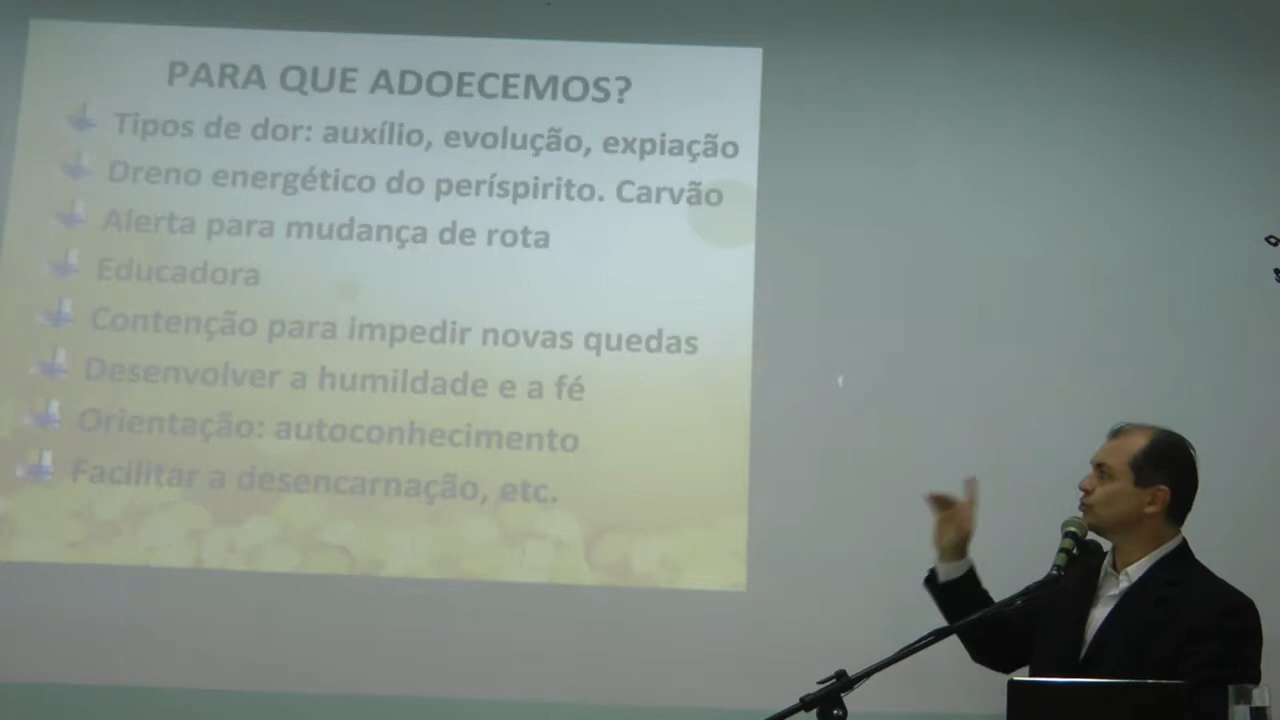 PARA QUE ADOECEMOS?
Tipos de dor: auxílio, evolução, expiação
Dreno energético do períspirito. Carvão
Alerta para mudança de rota
Educadora
Contenção para impedir novas quedas
Desenvolver a humildade e a fé
Orientação: autoconhecimento
Facilitar a desencarnação, etc.